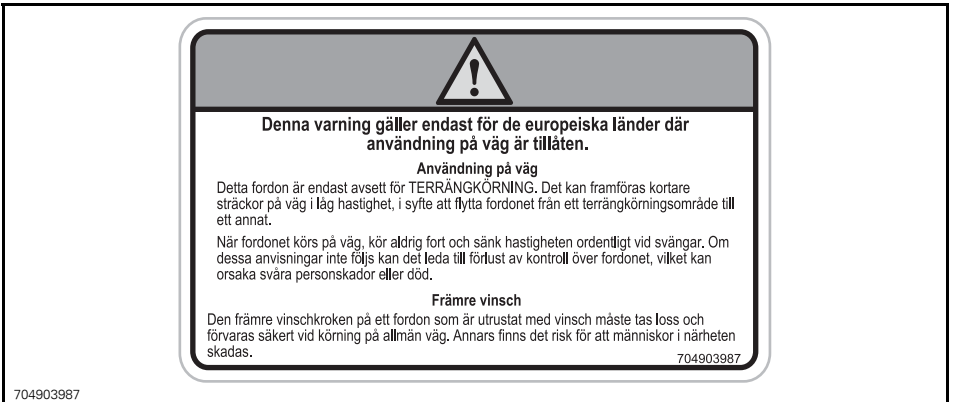 Denna varning gäller endast för de europeiska länder där
användning på väg är tillåten.
Användning på väg
Detta fordon är endast avsett för TERRÄNGKÖRNING. Det kan framföras kortare
sträckor på väg i låg hastighet, i syfte att flytta fordonet från ett terrängkörningsområde till
ett annat.
När fordonet körs på väg, kör aldrig fort och sänk hastigheten ordentligt vid svängar. Om
dessa anvisningar inte följs kan det leda till förlust av kontroll över fordonet, vilket kan
orsaka svåra personskador eller död.
Främre vinsch
Den främre vinschkroken på ett fordon som är utrustat med vinsch måste tas loss och
förvaras säkert vid körning på allmän väg. Annars finns det risk för att människor i närheten
skadas.
704903987
704903987